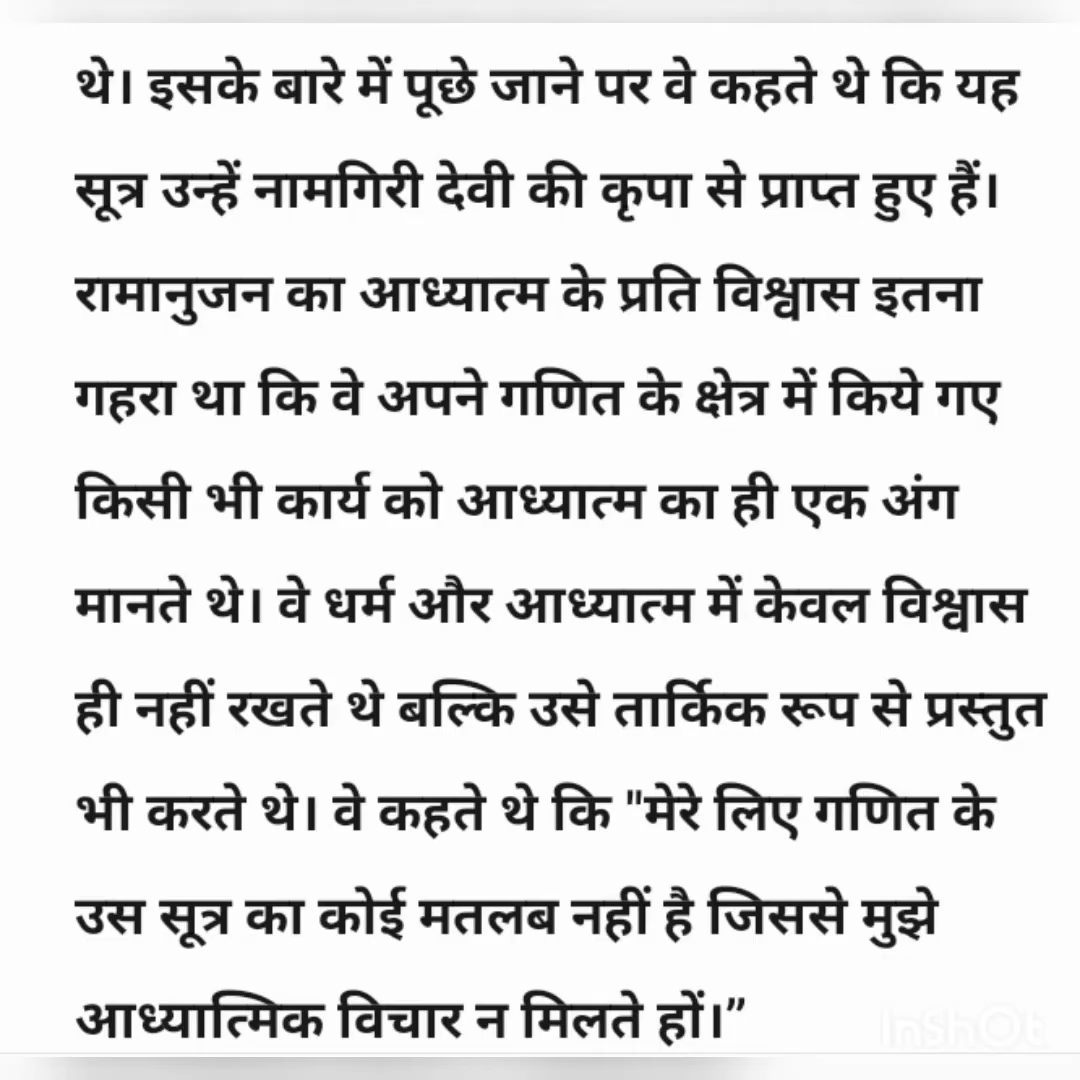 थे। इसके बारे में पूछे जाने पर वे कहते थे कि यह
सूत्र उन्हें नामगिरी देवी की कृपा से प्राप्त हुए हैं।
रामानुजन का आध्यात्म के प्रति विश्वास इतना
गहरा था कि वे अपने गणित के क्षेत्र में किये गए
किसी भी कार्य को आध्यात्म का ही एक अंग
मानते थे। वे धर्म और आध्यात्म में केवल विश्वास
ही नहीं रखते थे बल्कि उसे तार्किक रूप से प्रस्तुत
भी करते थे। वे कहते थे कि "मेरे लिए गणित के
उस सूत्र का कोई मतलब नहीं है जिससे मुझे
आध्यात्मिक विचार न मिलते हों।”
InShOt